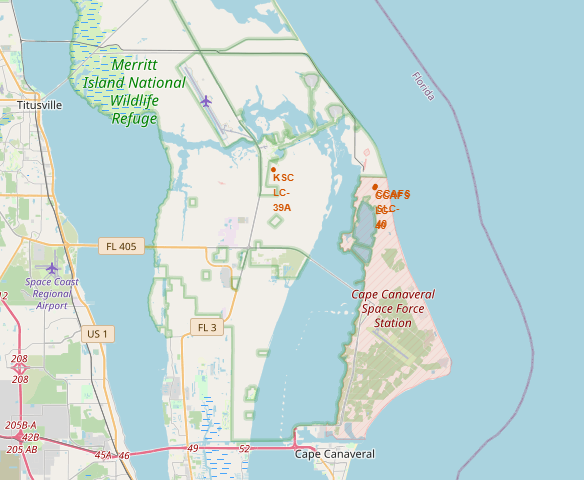 Merritt
Island National
Wildlife
Refuge
Florida
Titusville
KSC
LC-
39A
CCAFS
SLC-
40
FL 405
Space Coast
Regional
Airport
Cape Canaveral
Space Force
Station
FL 3
US 1
208
208
205B-A
42B
205,AB
45A
46
49
52
Cape Canaveral